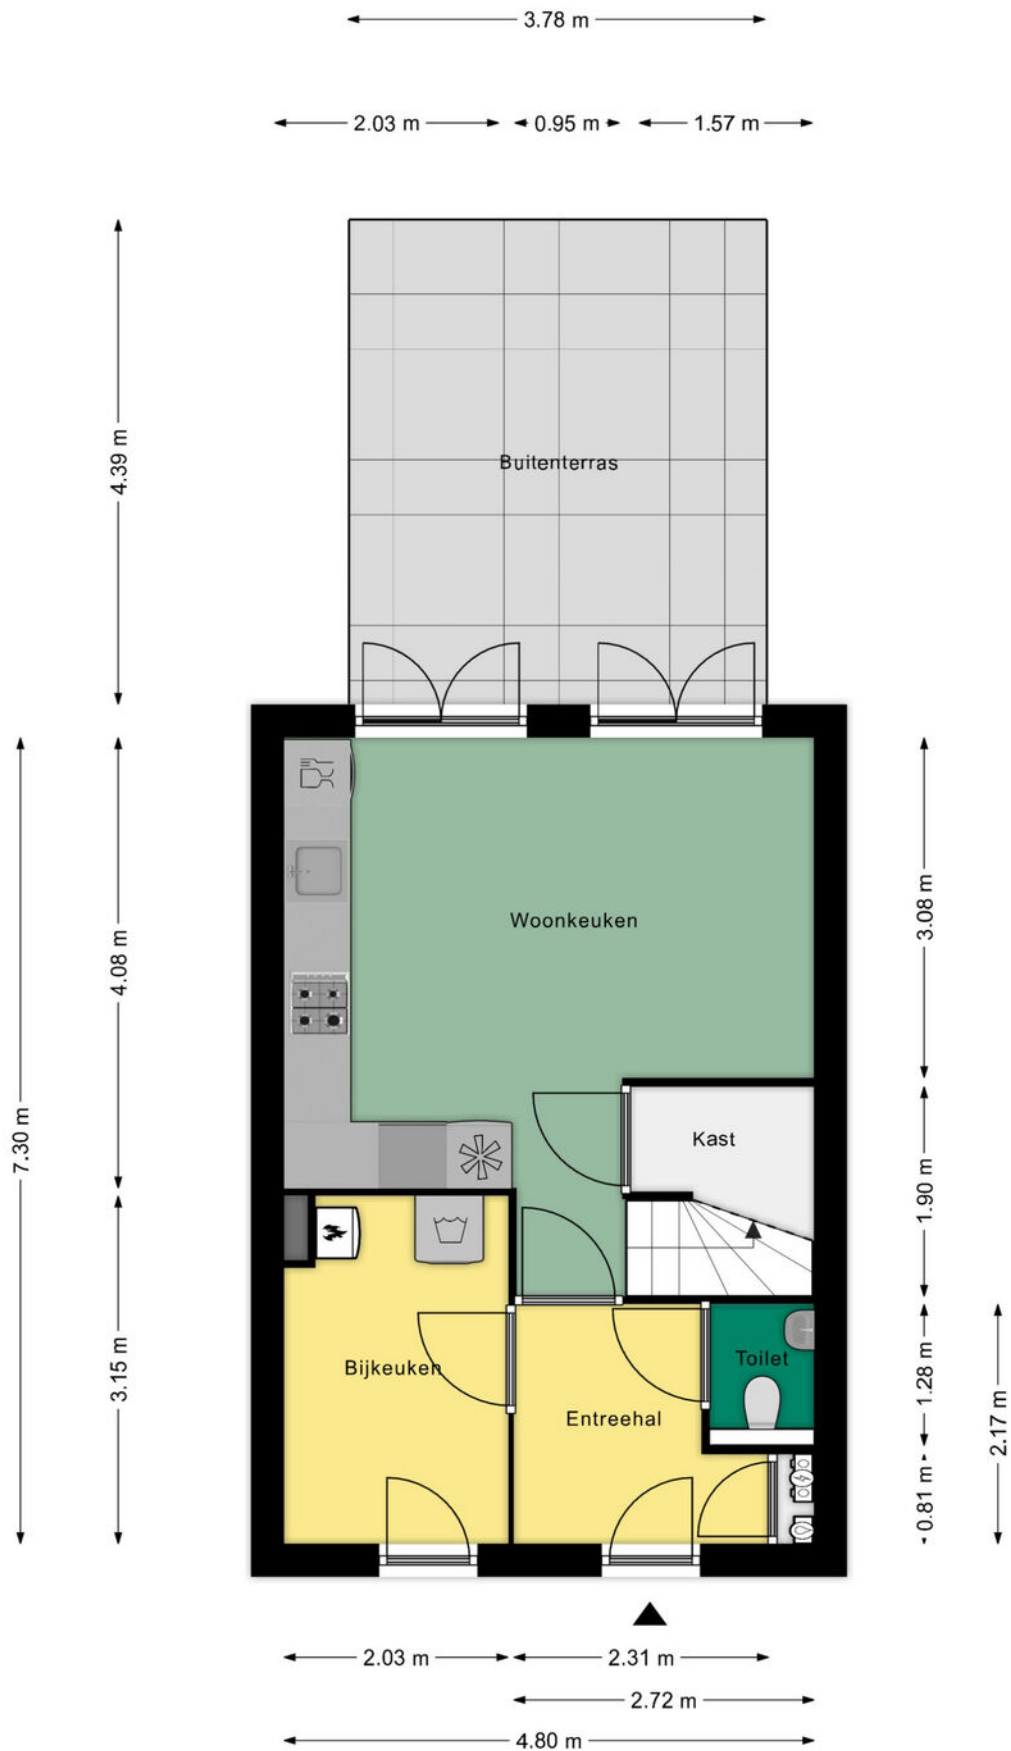 3.78 m
2.03 m
0.95 m
1.57 m
4.39 m
Buitenterras
Woonkeuken
3.08 m
4.08 m
7.30 m
Kast
1.90 m
3.15 m
Bijkeuken
Toilet
1.28 m
Entreehal
2.17 m
0.81 m
2.03 m
2.31 m
2.72 m
4.80 m